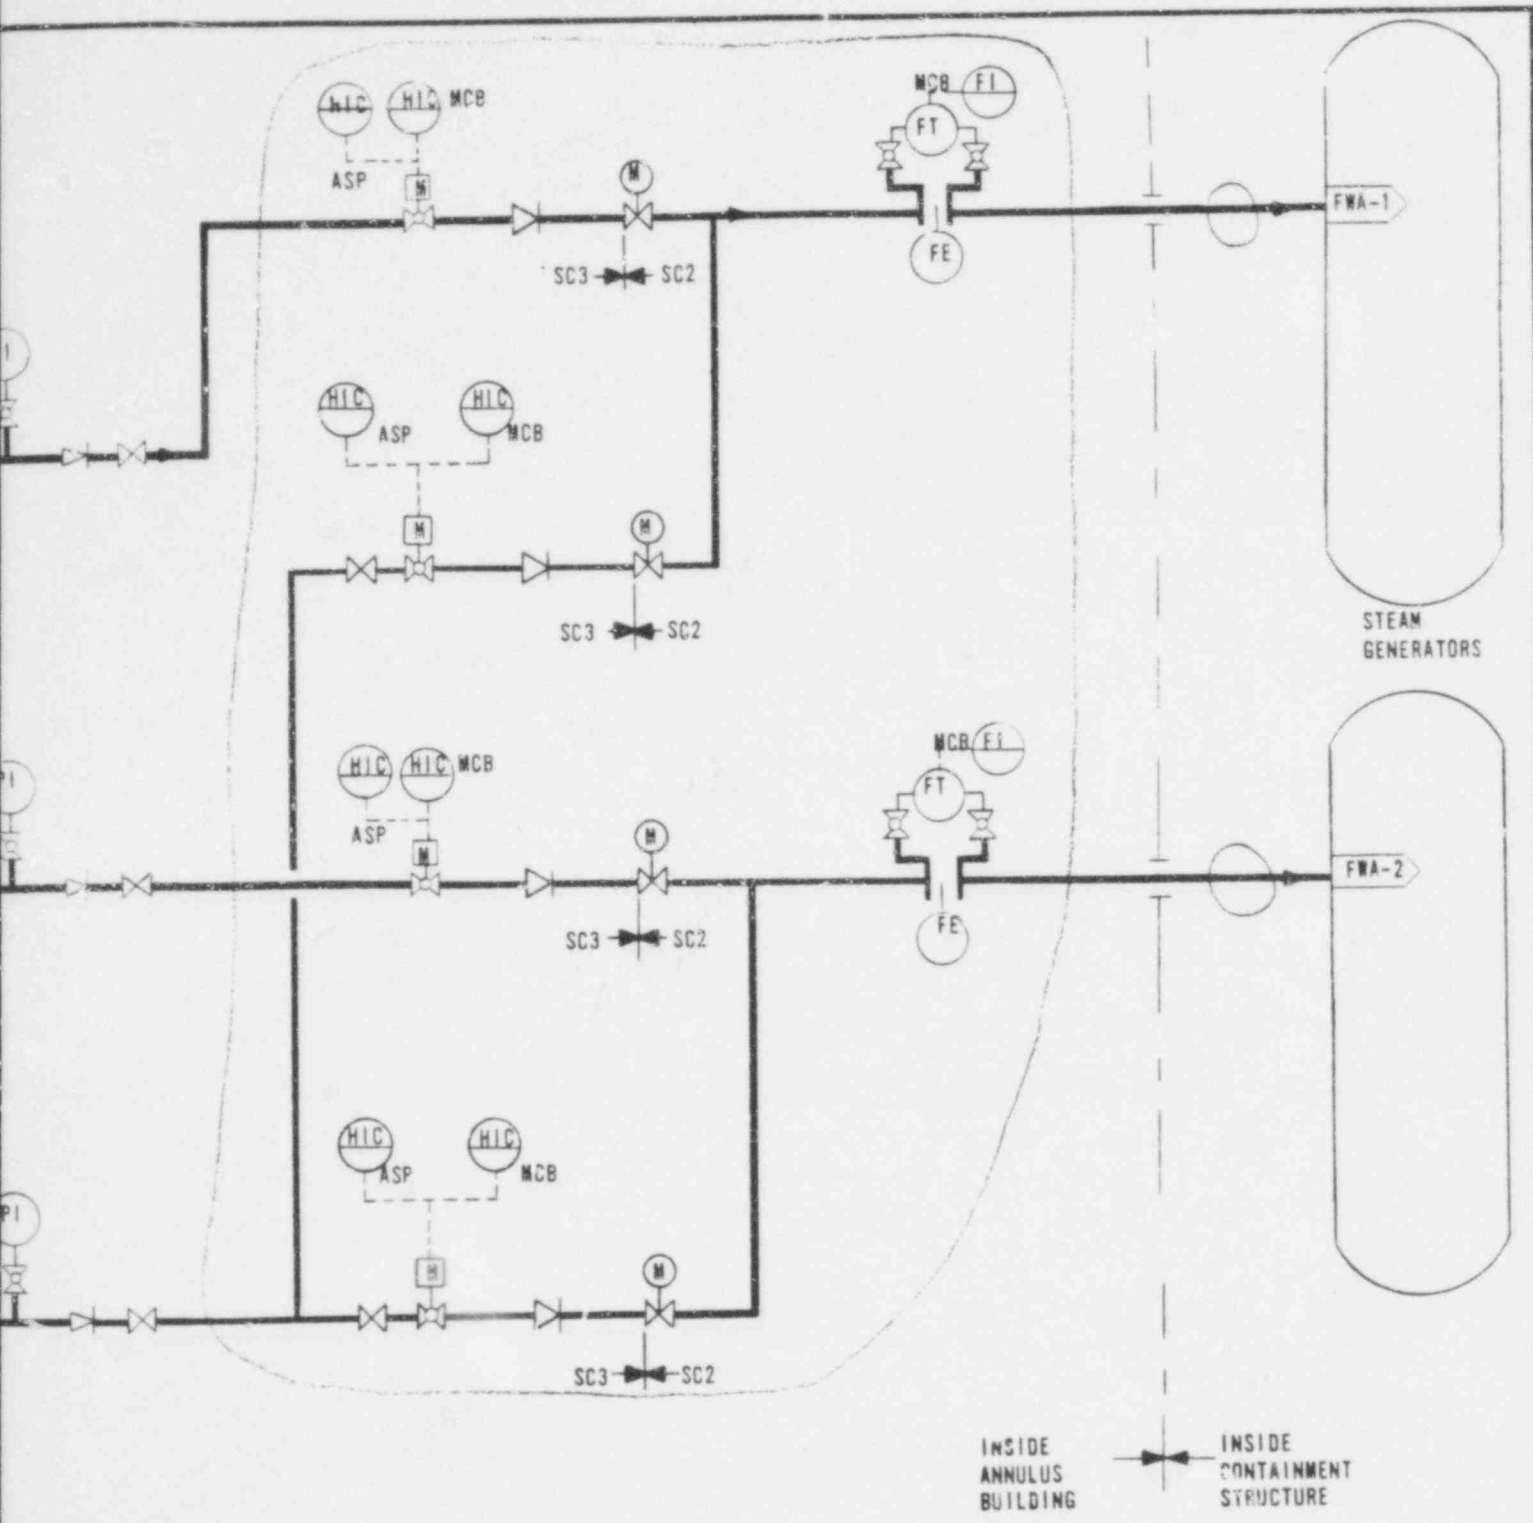 HIC
HIC MCB
ASP
M
M
SC3
SC2
MCB FI
FT
FE
FWA-1
HIC
HIC
ASP
MCB
M
M
SC3
SC2
STEAM
GENERATORS
PI
HIC
HIC MCB
ASP
M
M
SC3
SC2
MCB FI
FT
FE
FWA-2
PI
HIC
HIC
ASP
MCB
M
M
SC3
SC2
INSIDE
ANNULUS
BUILDING
INSIDE
CONTAINMENT
STRUCTURE